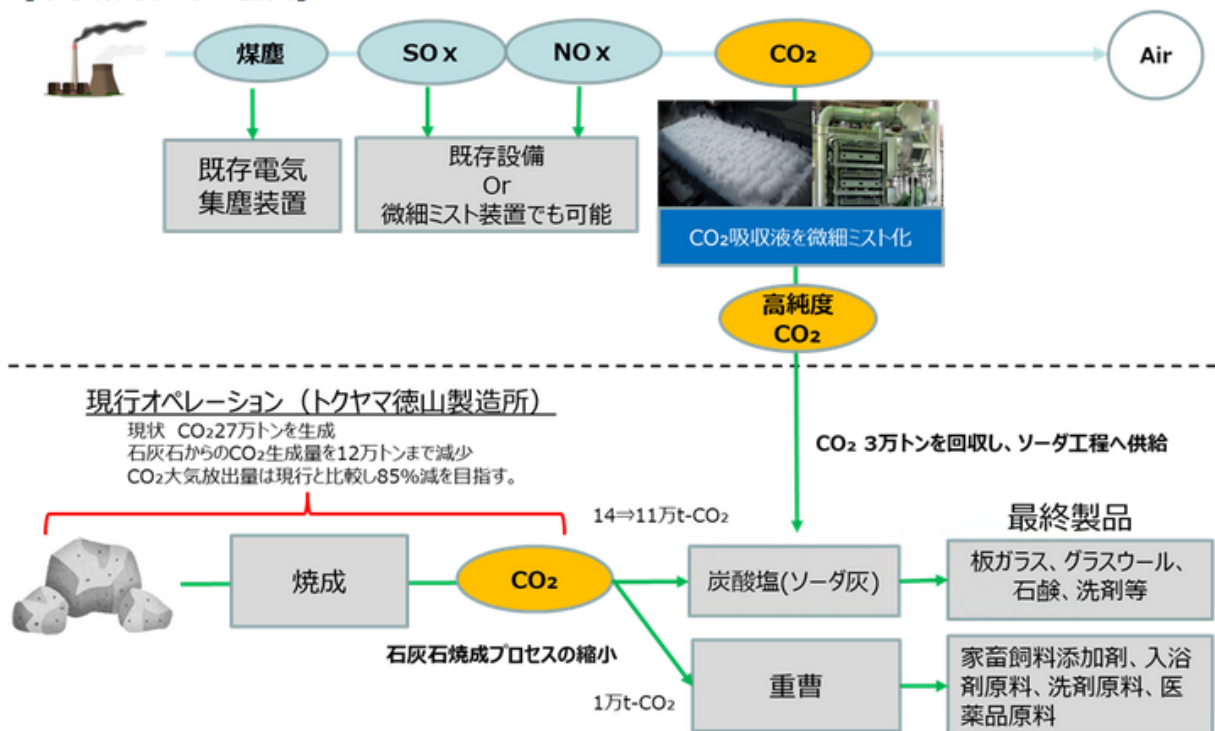 煤塵
SOx
NOx
CO₂
Air
既存電気
集塵装置
既存設備
Or
微細ミスト装置でも可能
CO₂吸収液を微細ミスト化
高純度
CO₂
現行オペレーション（トクヤマ徳山製造所）
現状 CO₂27万トンを生成
石灰石からのCO₂生成量を12万トンまで減少
CO₂大気放出量は現行と比較し85%減を目指す。
CO₂ 3万トンを回収し、ソーダ工程へ供給
14⇒11万t-CO₂
最終製品
焼成
CO₂
炭酸塩(ソーダ灰)
板ガラス、グラスウール、
石鹸、洗剤等
石灰石焼成プロセスの縮小
1万t-CO₂
重曹
家畜飼料添加剤、入浴
剤原料、洗剤原料、医
薬品原料